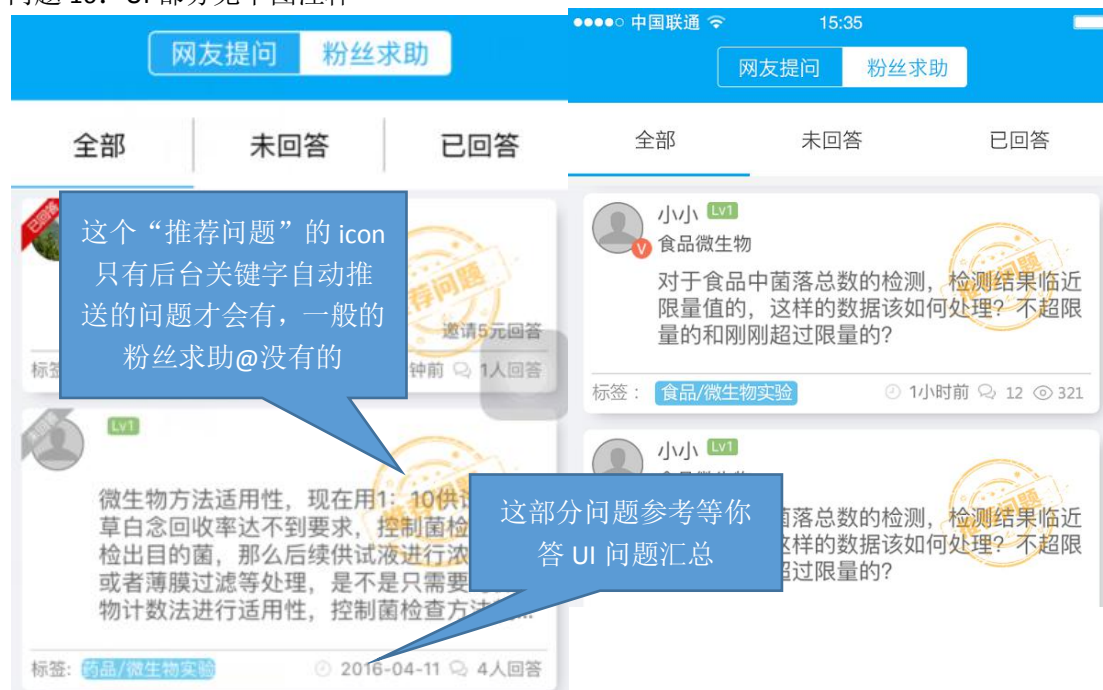 网友提问 粉丝求助
全部 未回答 已回答
已回答
这个“推荐问题”的 icon
只有后台关键字自动推
送的问题才会有，一般的
粉丝求助@没有的
荐问题
邀请5元回答
标签
钟前 1人回答
未回答
Lv1
微生物方法适用性，现在用1：10供试
草白念回收率达不到要求，控制菌检
检出目的菌，那么后续供试液进行浓
或者薄膜过滤等处理，是不是只需要
物计数法进行适用性，控制菌检查方法
标签: 药品/微生物实验 2016-04-11 4人回答
中国联通 15:35
网友提问 粉丝求助
全部 未回答 已回答
小小 Lv1
食品微生物
对于食品中菌落总数的检测，检测结果临近
限量值的，这样的数据该如何处理？不超限
量的和刚刚超过限量的？
推荐问题
标签： 食品/微生物实验 1小时前 12 321
小小 Lv1
菌落总数的检测，检测结果临近
这样的数据该如何处理？不超限
超过限量的？
这部分问题参考等你
答 UI 问题汇总